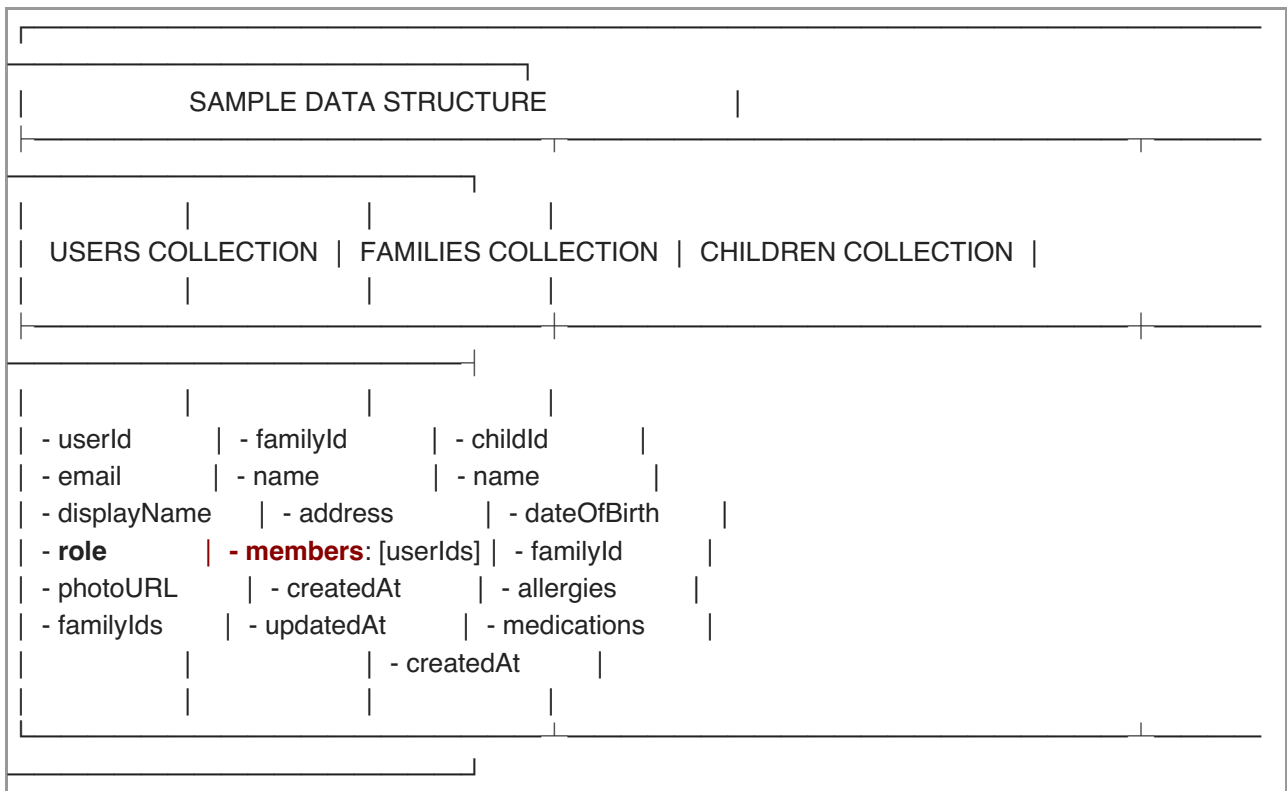 SAMPLE DATA STRUCTURE
| USERS COLLECTION | FAMILIES COLLECTION | CHILDREN COLLECTION |
| - userId | - familyId | - childId |
| - email | - name | - name |
| - displayName | - address | - dateOfBirth |
| - role | - members: [userIds] | - familyId |
| - photoURL | - createdAt | - allergies |
| - familyIds | - updatedAt | - medications |
| | | - createdAt |